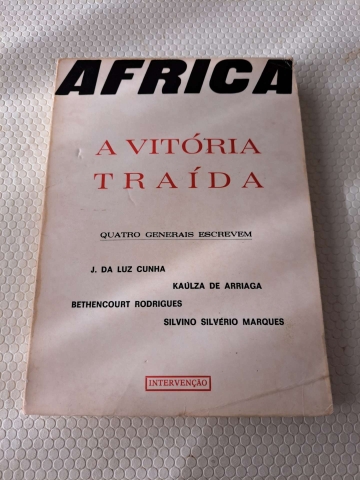 AFRICA
A VITÓRIA
TRAÍDA
QUATRO GENERAIS ESCREVEM
J. DA LUZ CUNHA
KAÚLZA DE ARRIAGA
BETHENCOURT RODRIGUES
SILVINO SILVÉRIO MARQUES
INTERVENÇÃO